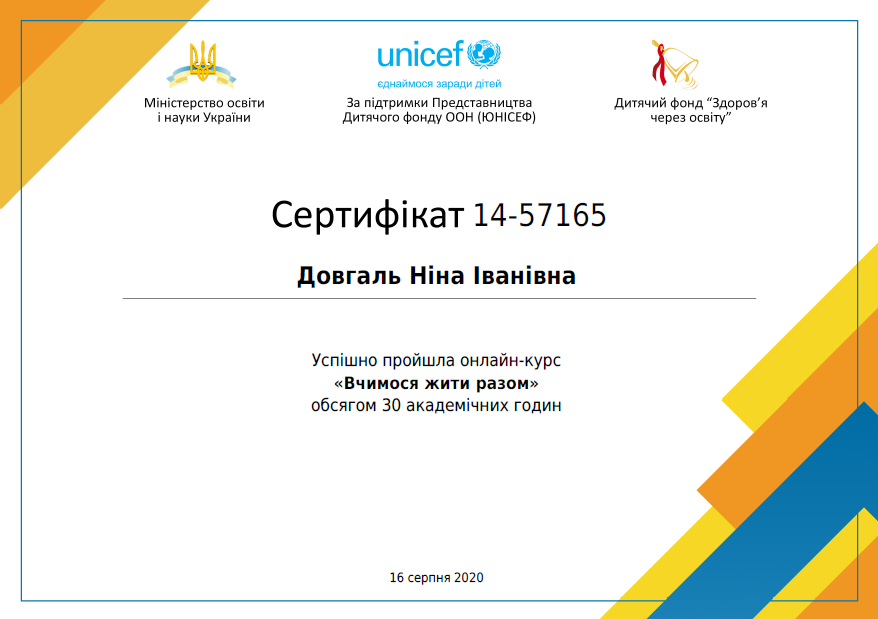 unicef
єднаймося заради дітей
Міністерство освіти
і науки України
За підтримки Представництва
Дитячого фонду ООН (ЮНІСЕФ)
Дитячий фонд “Здоров’я
через освіту”
Сертифікат 14-57165
Довгаль Ніна Іванівна
Успішно пройшла онлайн-курс
«Вчимося жити разом»
обсягом 30 академічних годин
16 серпня 2020